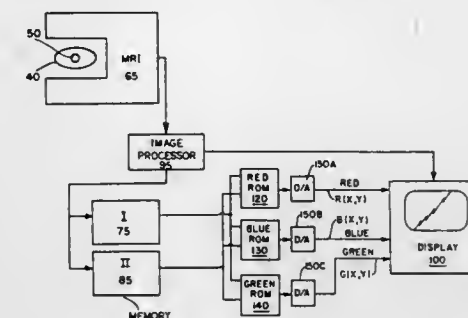 50
40
MRI
65
IMAGE
PROCESSOR
95
I
75
II
85
MEMORY
RED
ROM
120
BLUE
ROM
130
GREEN
ROM
140
D/A
150A
D/A
150B
D/A
150C
RED
R(X,Y)
B(X,Y)
BLUE
GREEN
G(X,Y)
DISPLAY
100